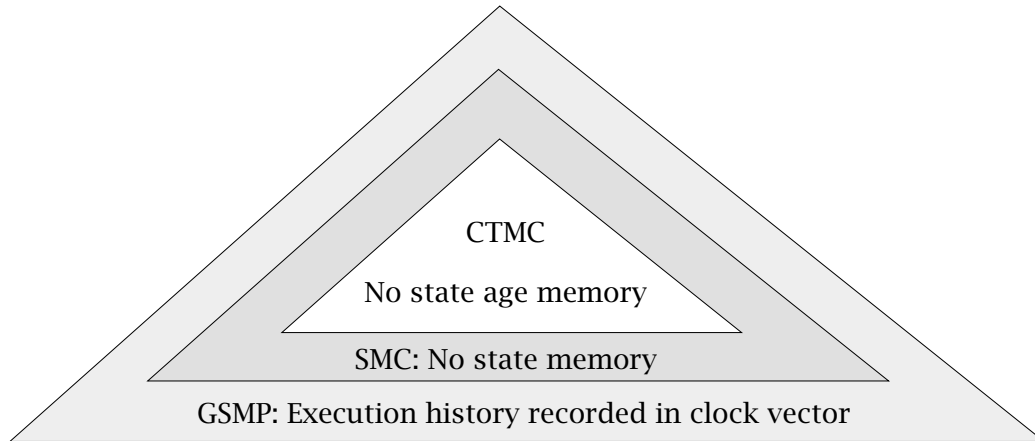 CTMC
No state age memory
SMC: No state memory
GSMP: Execution history recorded in clock vector